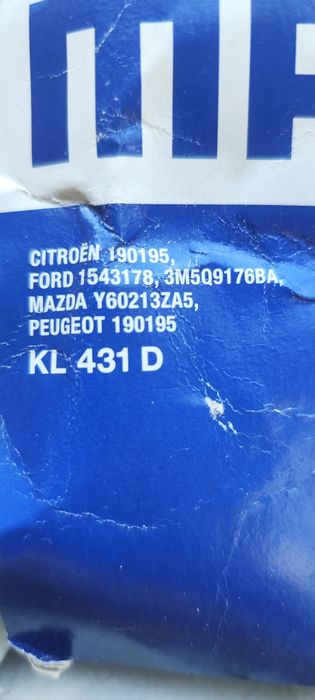 CITROËN 190195,
FORD 1543178, 3M5Q9176BA,
MAZDA Y60213ZA5,
PEUGEOT 190195
KL 431 D